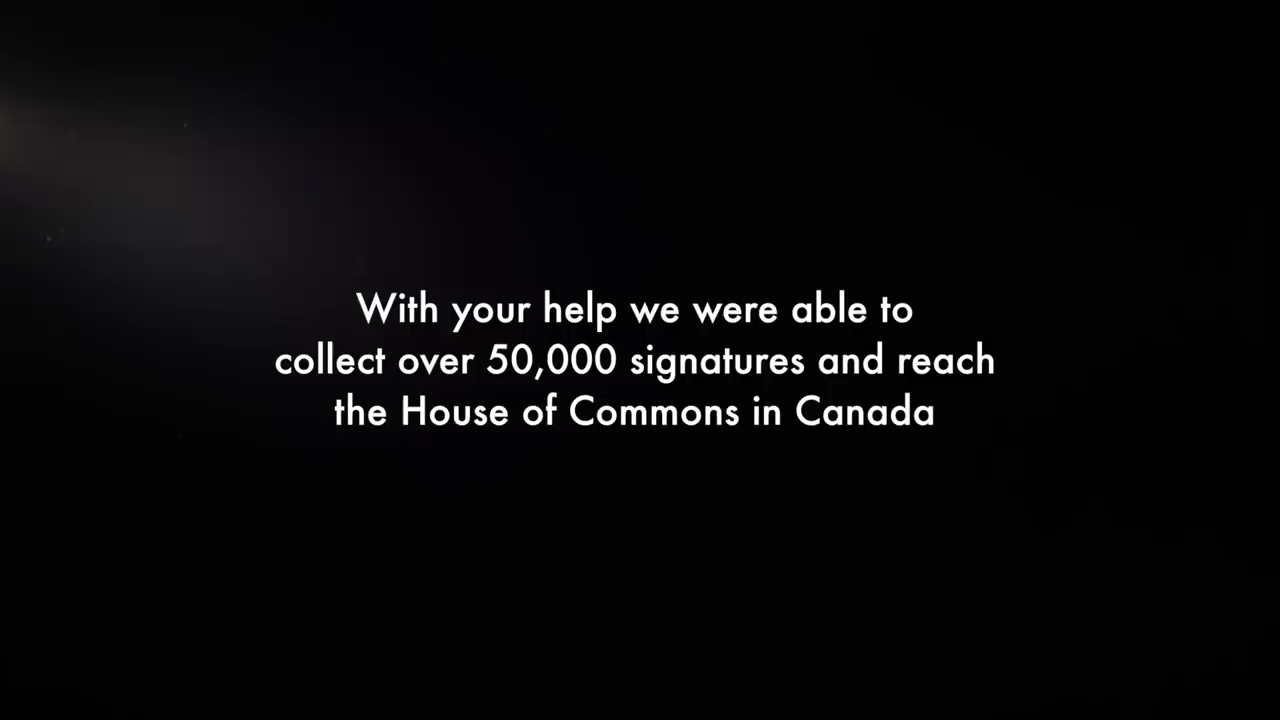 With your help we were able to
collect over 50,000 signatures and reach
the House of Commons in Canada